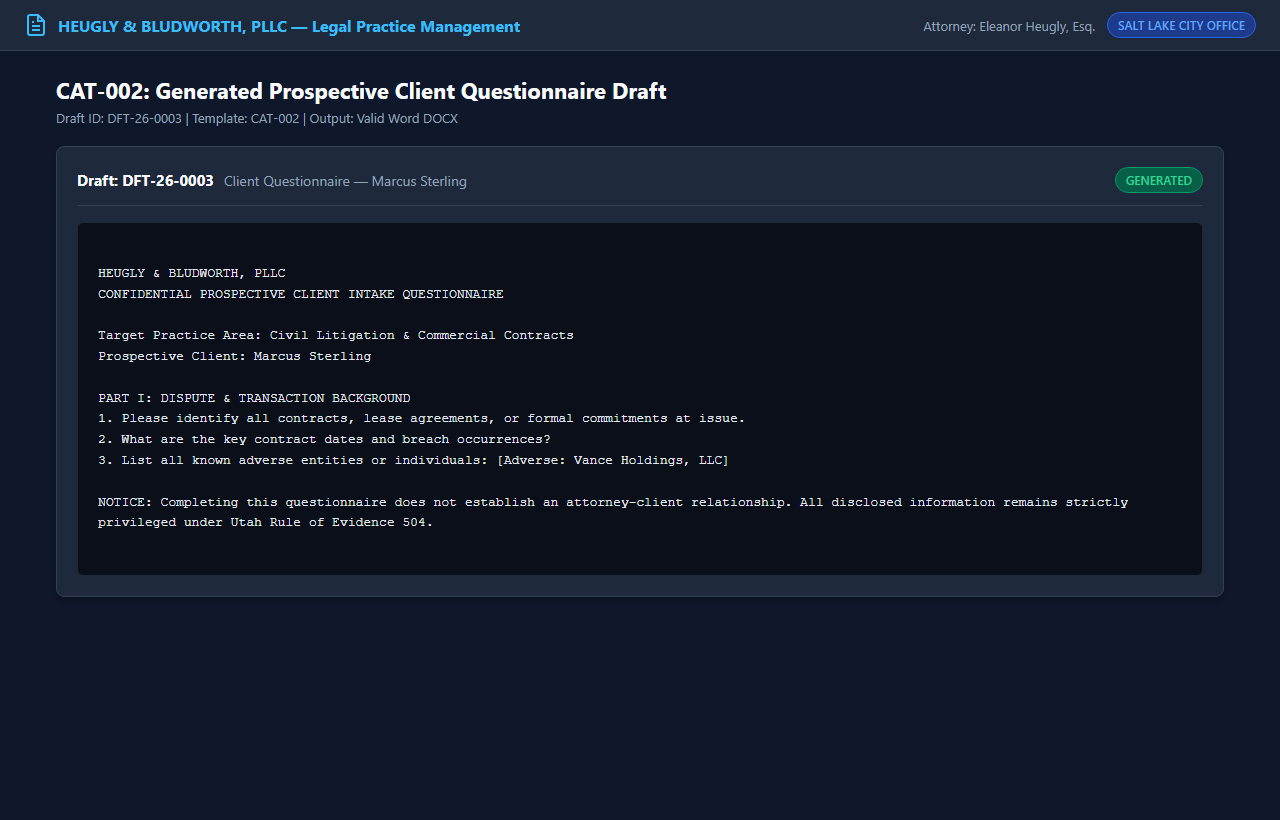 HEUGLY & BLUDWORTH, PLLC — Legal Practice Management
Attorney: Eleanor Heugly, Esq.
SALT LAKE CITY OFFICE
CAT-002: Generated Prospective Client Questionnaire Draft
Draft ID: DFT-26-0003 | Template: CAT-002 | Output: Valid Word DOCX
Draft: DFT-26-0003 Client Questionnaire — Marcus Sterling
GENERATED
HEUGLY & BLUDWORTH, PLLC
CONFIDENTIAL PROSPECTIVE CLIENT INTAKE QUESTIONNAIRE
Target Practice Area: Civil Litigation & Commercial Contracts
Prospective Client: Marcus Sterling
PART I: DISPUTE & TRANSACTION BACKGROUND
1. Please identify all contracts, lease agreements, or formal commitments at issue.
2. What are the key contract dates and breach occurrences?
3. List all known adverse entities or individuals: [Adverse: Vance Holdings, LLC]
NOTICE: Completing this questionnaire does not establish an attorney-client relationship. All disclosed information remains strictly
privileged under Utah Rule of Evidence 504.